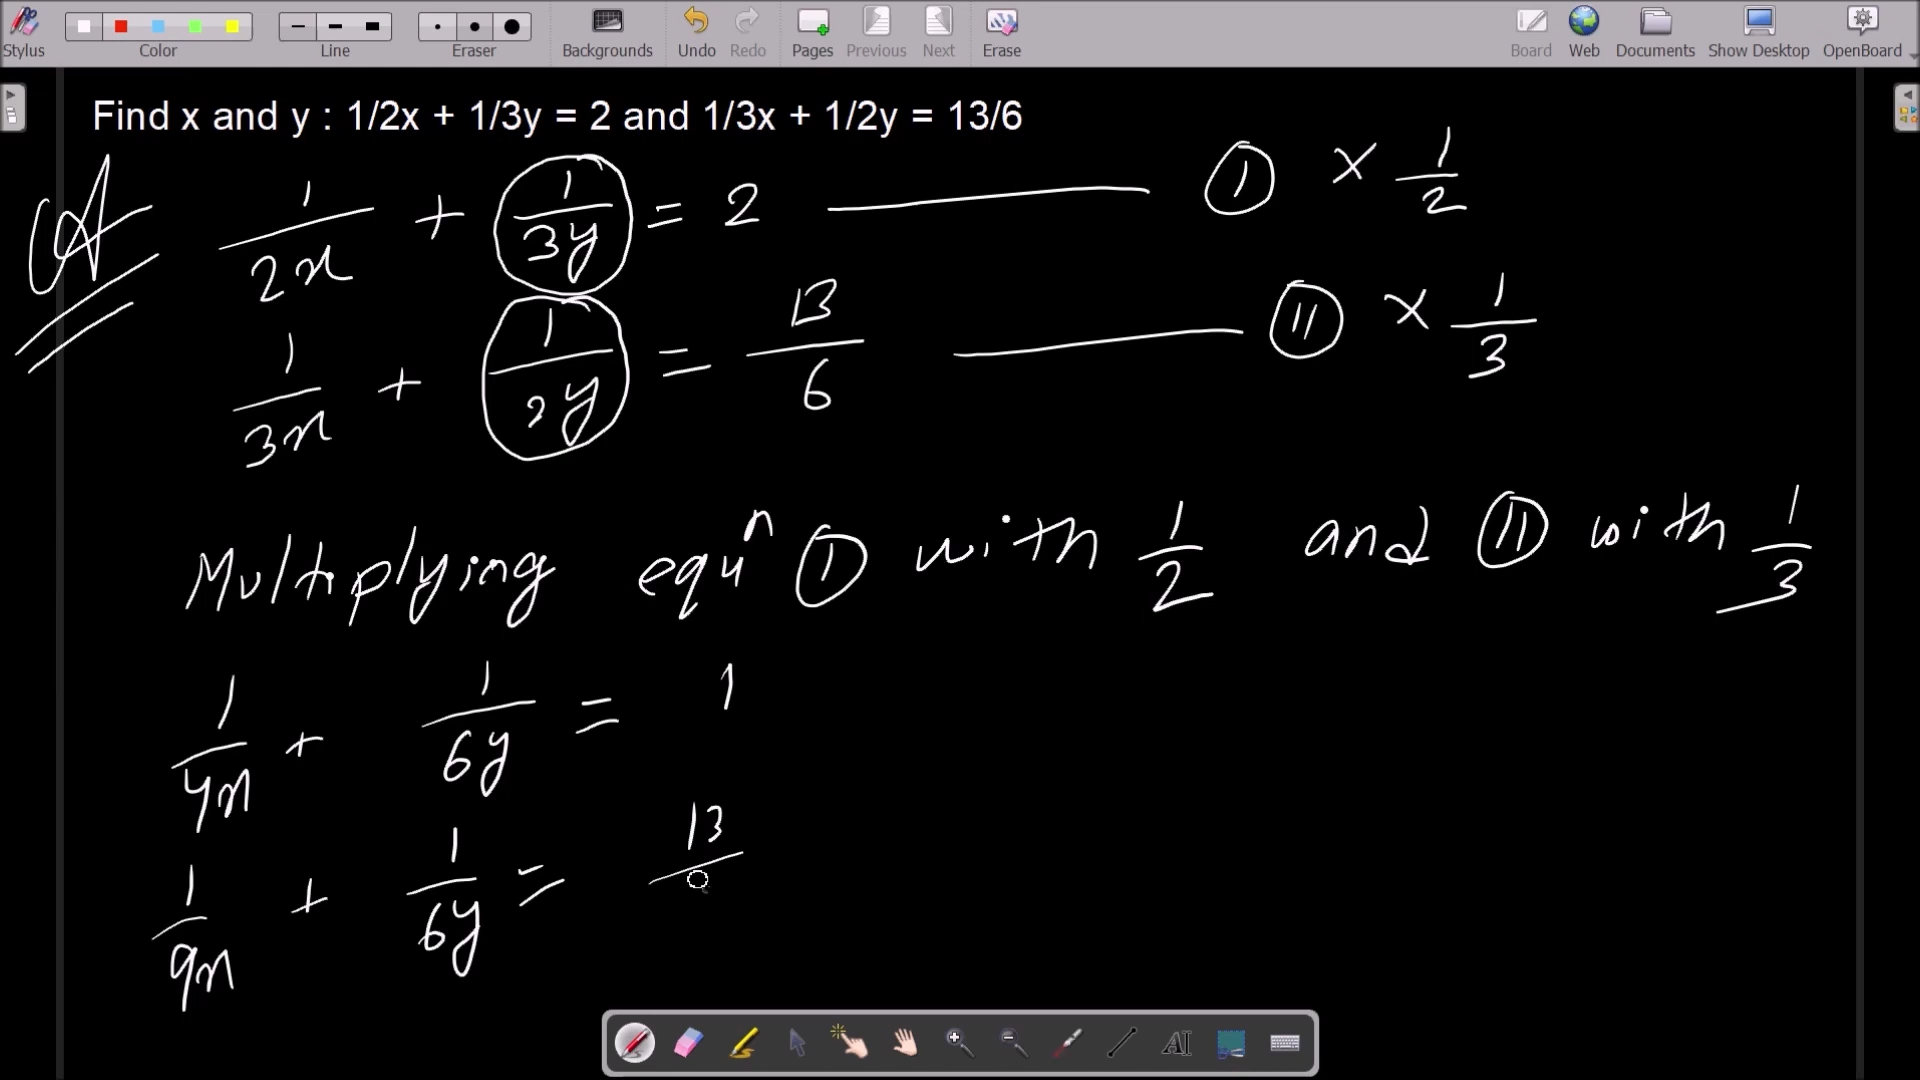 Stylus Color Line Eraser Backgrounds Undo Redo Pages Previous Next Erase Board Web Documents Show Desktop OpenBoard
Find x and y : 1/2x + 1/3y = 2 and 1/3x + 1/2y = 13/6
A 1/2x + 1/3y = 2 —— (I) × 1/2
1/3x + 1/2y = 13/6 —— (II) × 1/3
Multiplying equⁿ (I) with 1/2 and (II) with 1/3
1/4x + 1/6y = 1
1/9x + 1/6y = 13/
AI